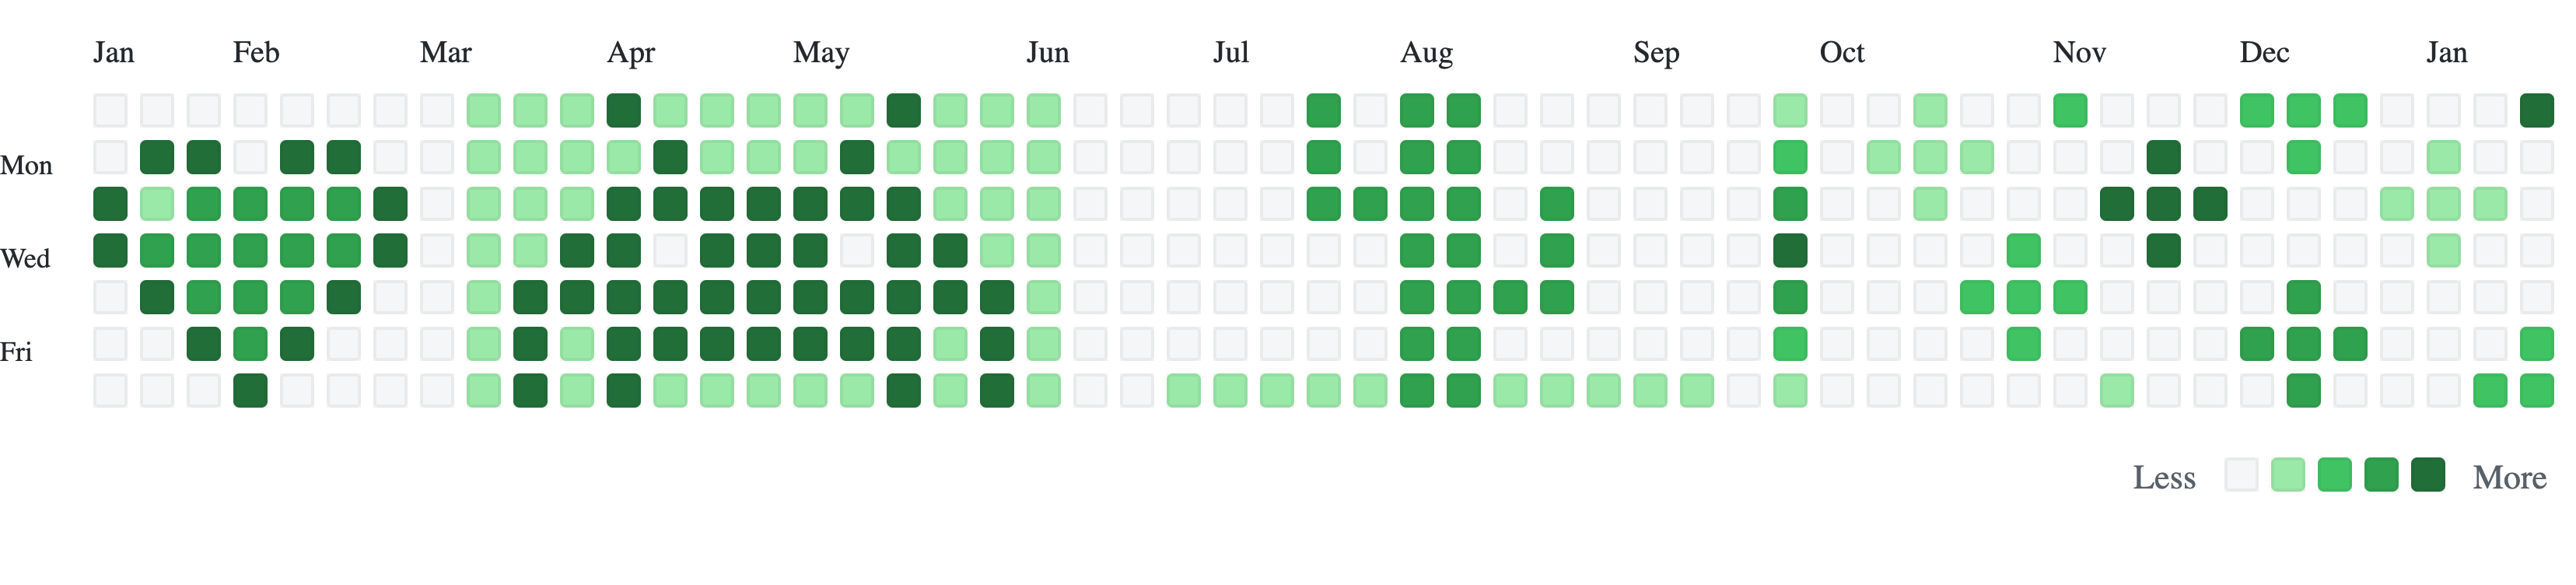 Jan Feb Mar Apr May Jun Jul Aug Sep Oct Nov Dec Jan
Mon
Wed
Fri
Less More